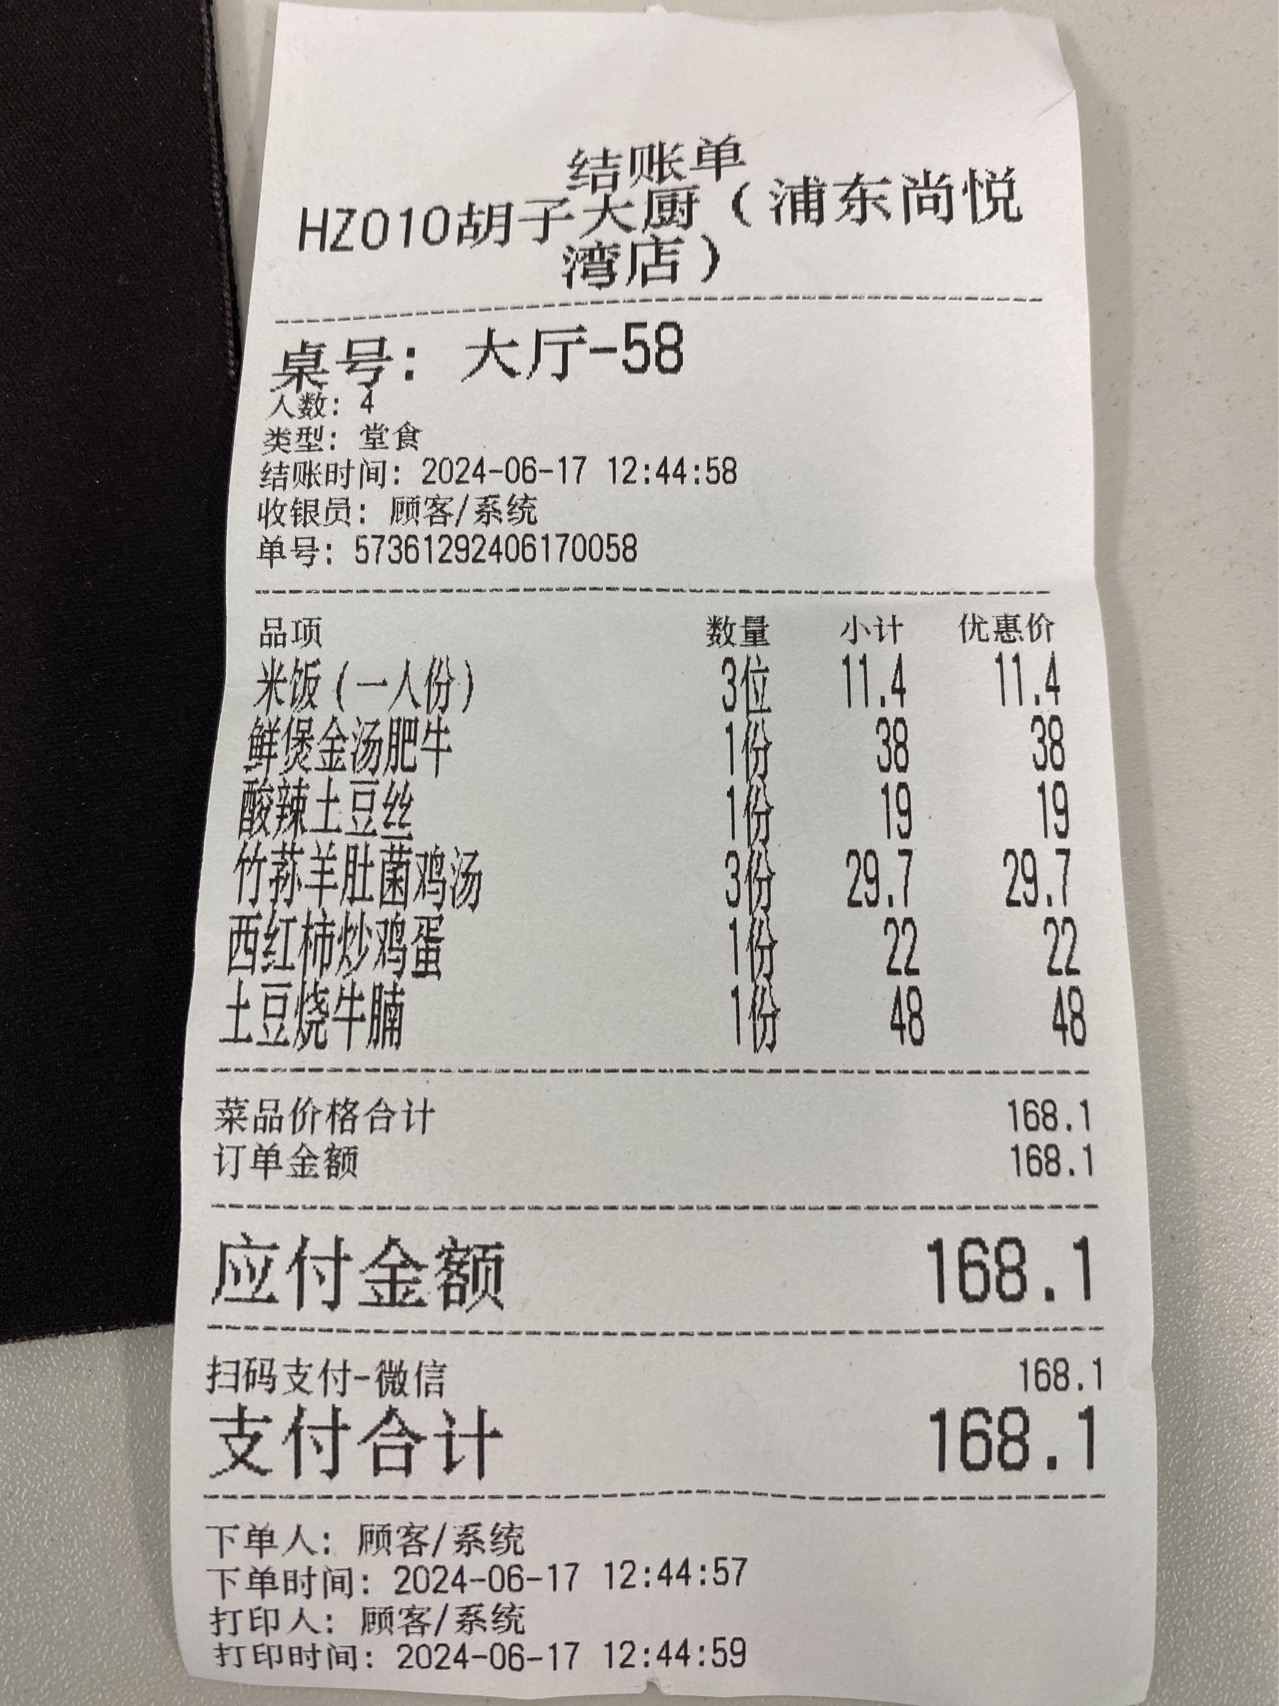 结账单
HZ010胡子大厨（浦东尚悦
湾店）
桌号： 大厅-58
人数： 4
类型： 堂食
结账时间： 2024-06-17 12:44:58
收银员： 顾客/系统
单号： 573612924061700​58
品项 数量 小计 优惠价
米饭（一人份） 3位 11.4 11.4
鲜煲金汤肥牛 1份 38 38
酸辣土豆丝 1份 19 19
竹荪羊肚菌鸡汤 3份 29.7 29.7
西红柿炒鸡蛋 1份 22 22
土豆烧牛腩 1份 48 48
菜品价格合计 168.1
订单金额 168.1
应付金额 168.1
扫码支付-微信 168.1
支付合计 168.1
下单人： 顾客/系统
下单时间： 2024-06-17 12:44:57
打印人： 顾客/系统
打印时间： 2024-06-17 12:44:59